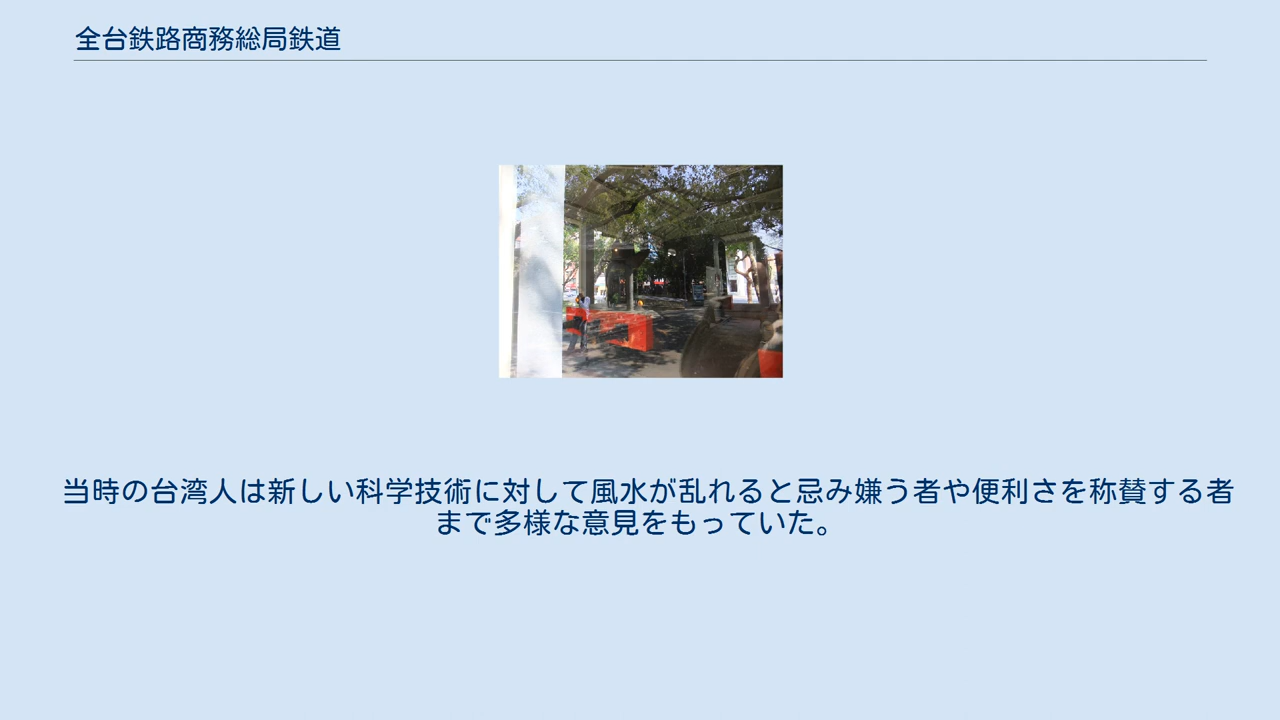 全台鉄路商務総局鉄道
当時の台湾人は新しい科学技術に対して風水が乱れると忌み嫌う者や便利さを称賛する者
まで多様な意見をもっていた。